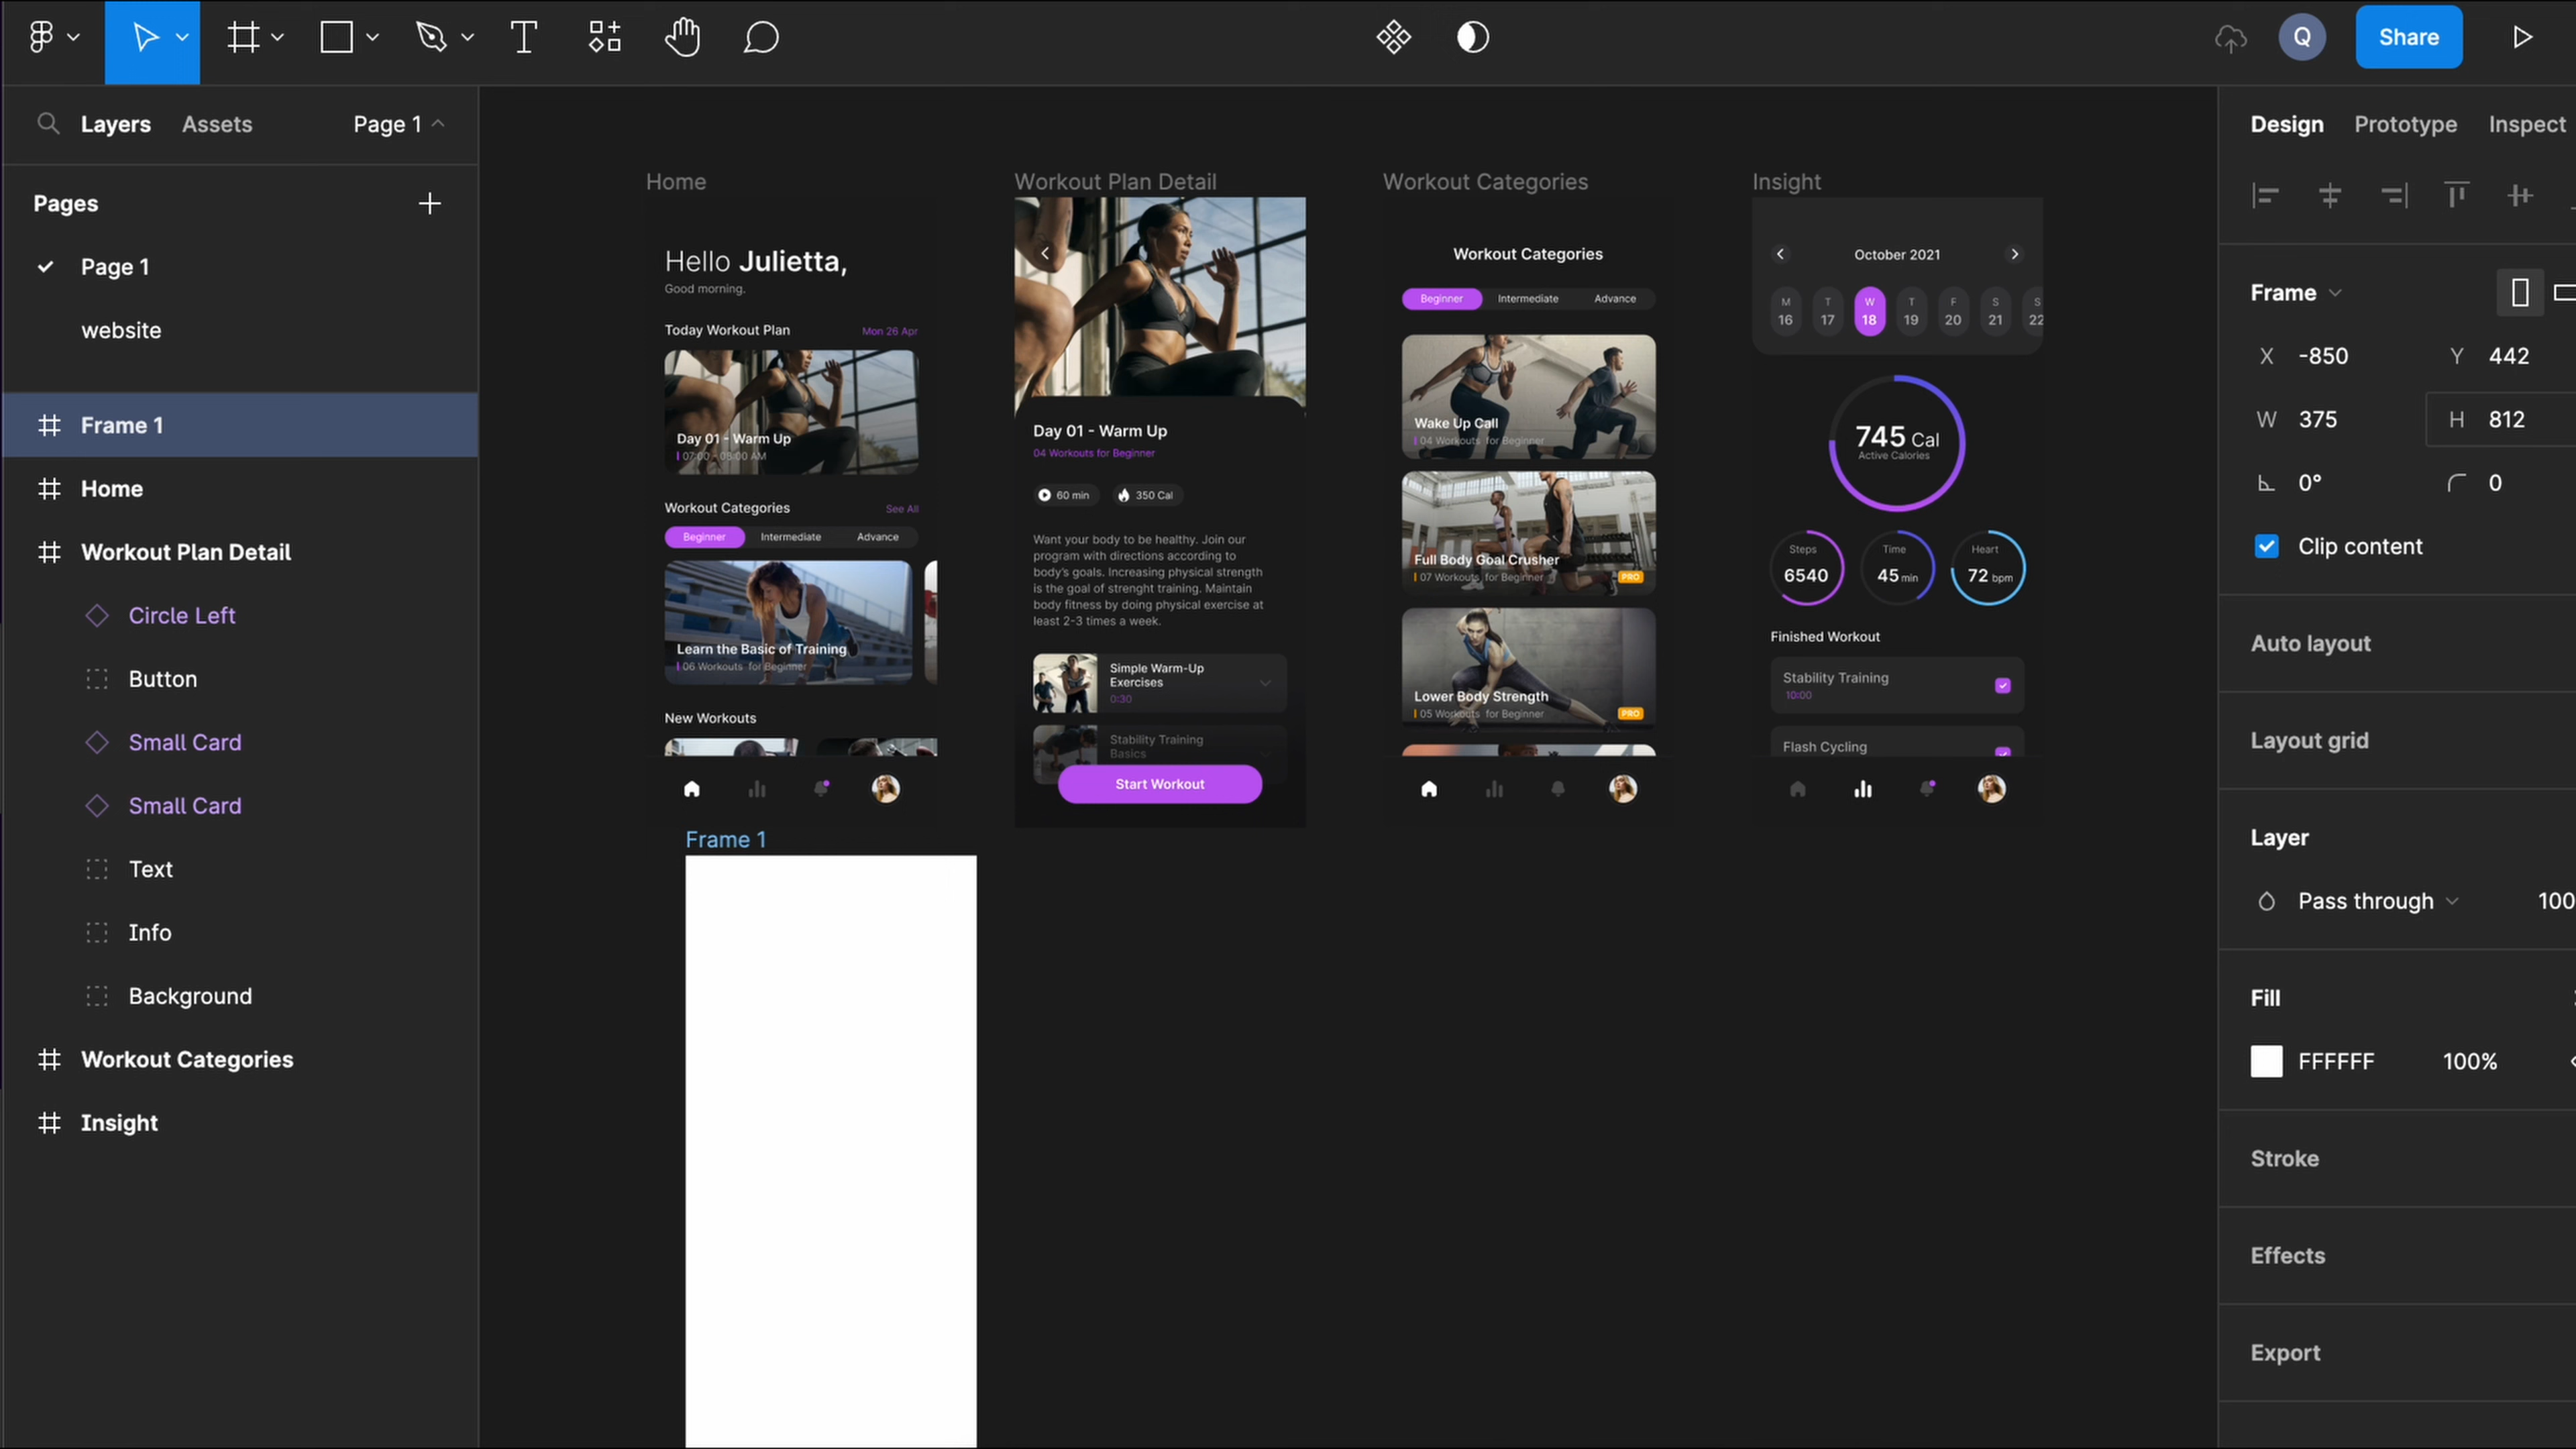 Q
Share
Layers
Assets
Page 1
Pages
Page 1
website
Frame 1
Home
Workout Plan Detail
Circle Left
Button
Small Card
Small Card
Text
Info
Background
Workout Categories
Insight
Home
Hello Julietta,
Good morning.
Today Workout Plan
Mon 26 Apr
Day 01 - Warm Up
07:00 - 08:00 AM
Workout Categories
See All
Beginner
Intermediate
Advance
Learn the Basic of Training
06 Workouts for Beginner
New Workouts
Frame 1
Workout Plan Detail
Day 01 - Warm Up
04 Workouts for Beginner
60 min
350 Cal
Want your body to be healthy. Join our
program with directions according to
body's goals. Increasing physical strength
is the goal of strenght training. Maintain
body fitness by doing physical exercise at
least 2-3 times a week.
Simple Warm-Up
Exercises
0:30
Stability Training
Basics
Start Workout
Workout Categories
Workout Categories
Beginner
Intermediate
Advance
Wake Up Call
04 Workouts for Beginner
Full Body Goal Crusher
07 Workouts for Beginner
PRO
Lower Body Strength
05 Workouts for Beginner
PRO
Insight
October 2021
M T W T F S S
16 17 18 19 20 21 22
745 Cal
Active Calories
Steps
6540
Time
45 min
Heart
72 bpm
Finished Workout
Stability Training
10:00
Flash Cycling
Design
Prototype
Inspect
Frame
X -850
Y 442
W 375
H 812
0°
0
Clip content
Auto layout
Layout grid
Layer
Pass through
100
Fill
FFFFFF
100%
Stroke
Effects
Export